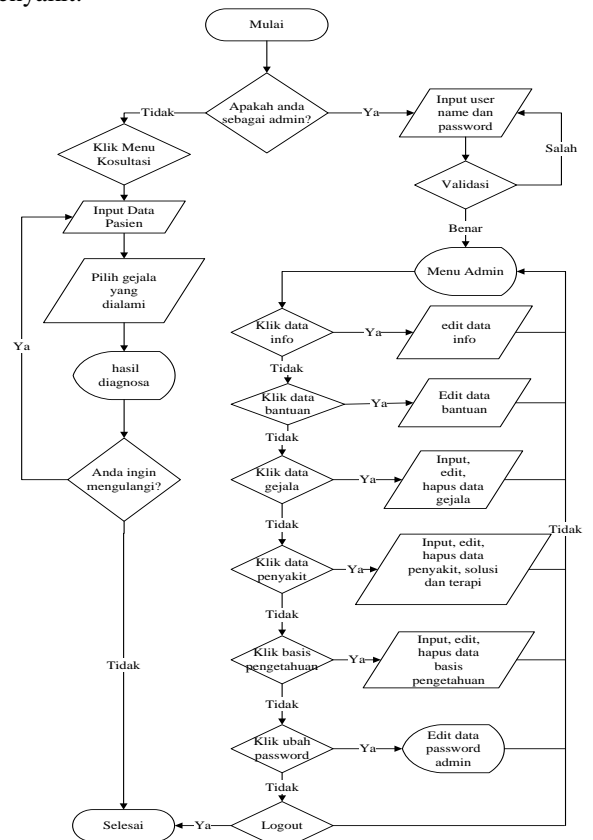 Mulai
Apakah anda
sebagai admin?
Tidak
Ya
Input user
name dan
password
Salah
Validasi
Benar
Klik Menu
Kosultasi
Input Data
Pasien
Pilih gejala
yang
dialami
hasil
diagnosa
Ya
Anda ingin
mengulangi?
Tidak
Menu Admin
Klik data
info
Ya
edit data
info
Tidak
Klik data
bantuan
Ya
Edit data
bantuan
Tidak
Klik data
gejala
Ya
Input,
edit,
hapus data
gejala
Tidak
Tidak
Klik data
penyakit
Ya
Input, edit,
hapus data
penyakit, solusi
dan terapi
Tidak
Klik basis
pengetahuan
Ya
Input, edit,
hapus data
basis
pengetahuan
Tidak
Klik ubah
password
Ya
Edit data
password
admin
Tidak
Logout
Ya
Selesai